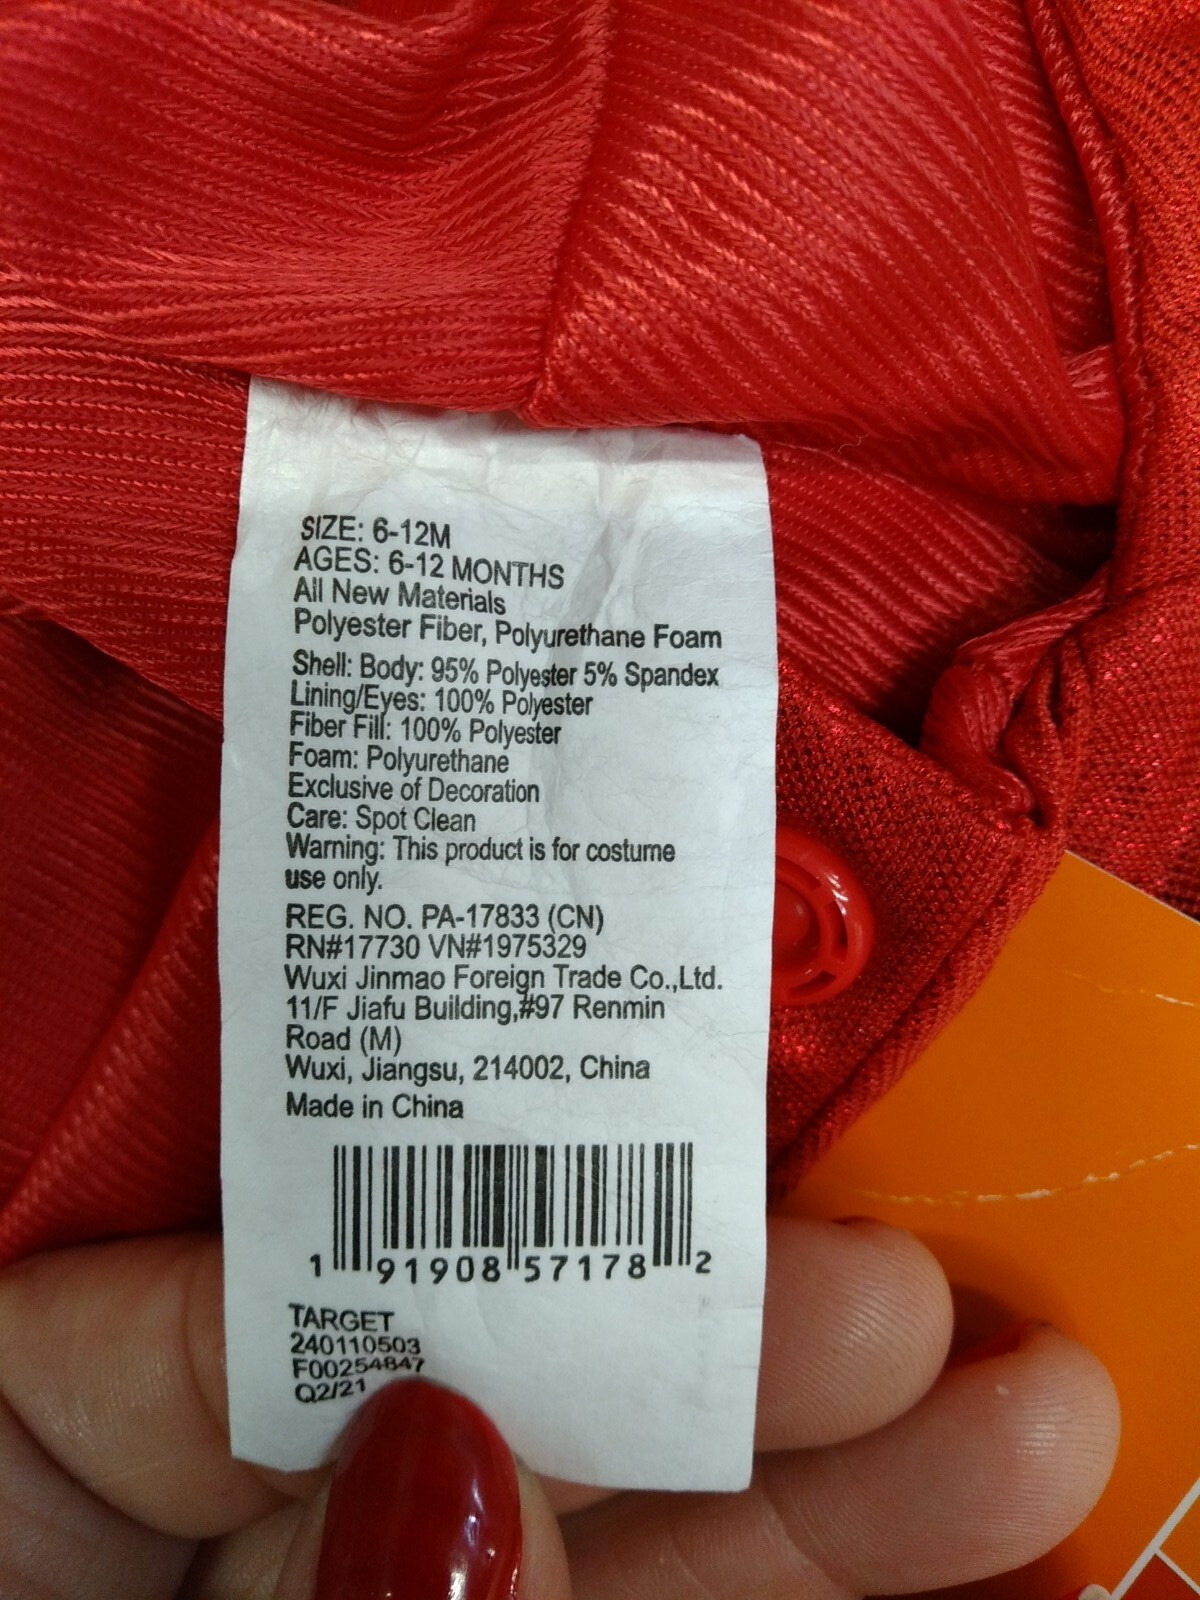 SIZE: 6-12M
AGES: 6-12 MONTHS
All New Materials
Polyester Fiber, Polyurethane Foam
Shell: Body: 95% Polyester 5% Spandex
Lining/Eyes: 100% Polyester
Fiber Fill: 100% Polyester
Foam: Polyurethane
Exclusive of Decoration
Care: Spot Clean
Warning: This product is for costume
use only.
REG. NO. PA-17833 (CN)
RN#17730 VN#1975329
Wuxi Jinmao Foreign Trade Co.,Ltd.
11/F Jiafu Building,#97 Renmin
Road (M)
Wuxi, Jiangsu, 214002, China
Made in China
1 91908 57178 2
TARGET
240110503
F00254847
Q2/21